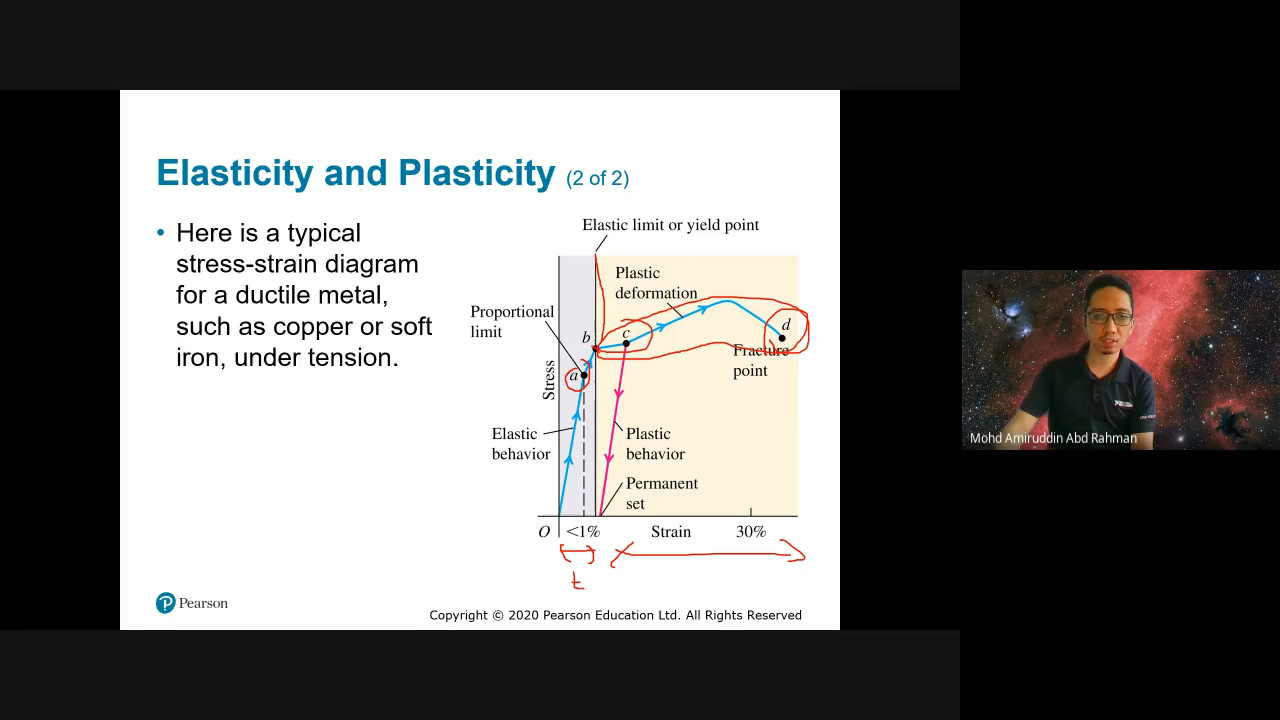 Elasticity and Plasticity (2 of 2)
• Here is a typical
stress-strain diagram
for a ductile metal,
such as copper or soft
iron, under tension.
Elastic limit or yield point
Plastic
deformation
Proportional
limit
b
c
d
Fracture
point
a
Stress
Elastic
behavior
Plastic
behavior
Permanent
set
O
<1%
Strain
30%
t
Pearson
Copyright © 2020 Pearson Education Ltd. All Rights Reserved
Mohd Amiruddin Abd Rahman